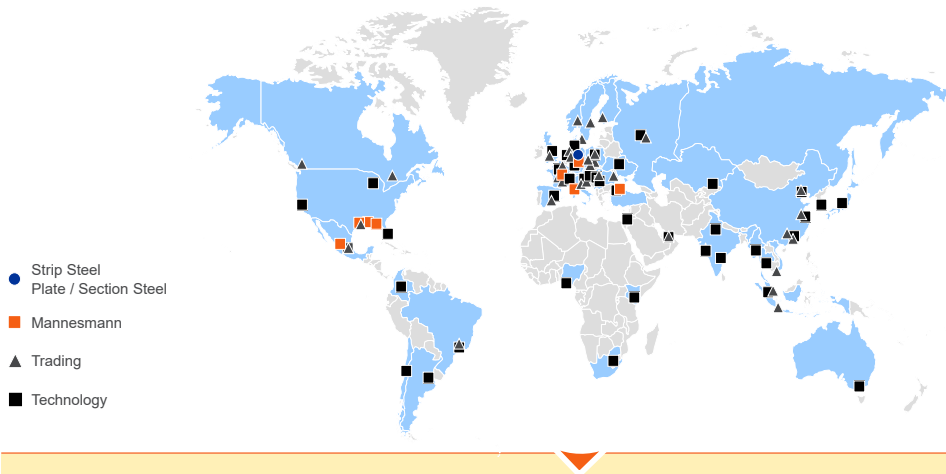 Strip Steel
Plate / Section Steel
Mannesmann
Trading
Technology